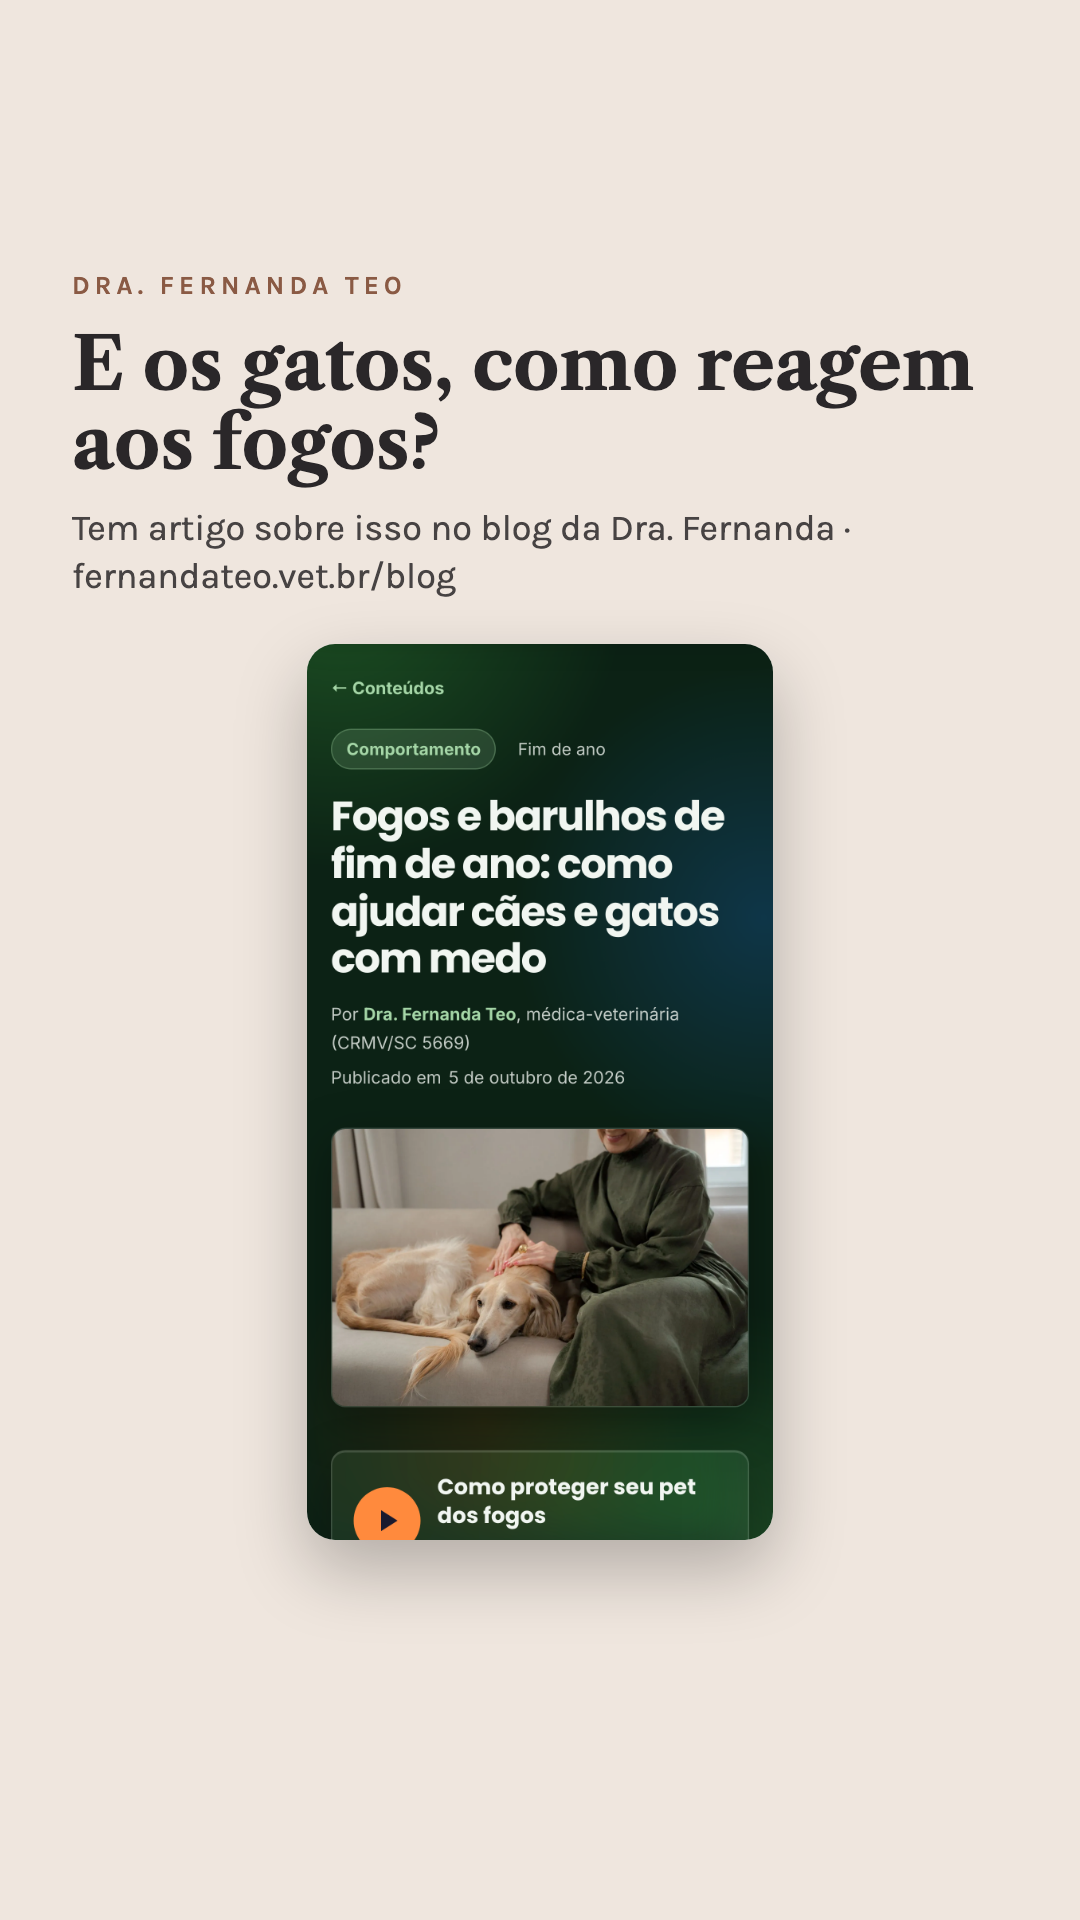 DRA. FERNANDA TEO
E os gatos, como reagem
aos fogos?
Tem artigo sobre isso no blog da Dra. Fernanda ·
fernandateo.vet.br/blog
← Conteúdos
Comportamento Fim de ano
Fogos e barulhos de
fim de ano: como
ajudar cães e gatos
com medo
Por Dra. Fernanda Teo, médica-veterinária
(CRMV/SC 5669)
Publicado em 5 de outubro de 2026
Como proteger seu pet
dos fogos